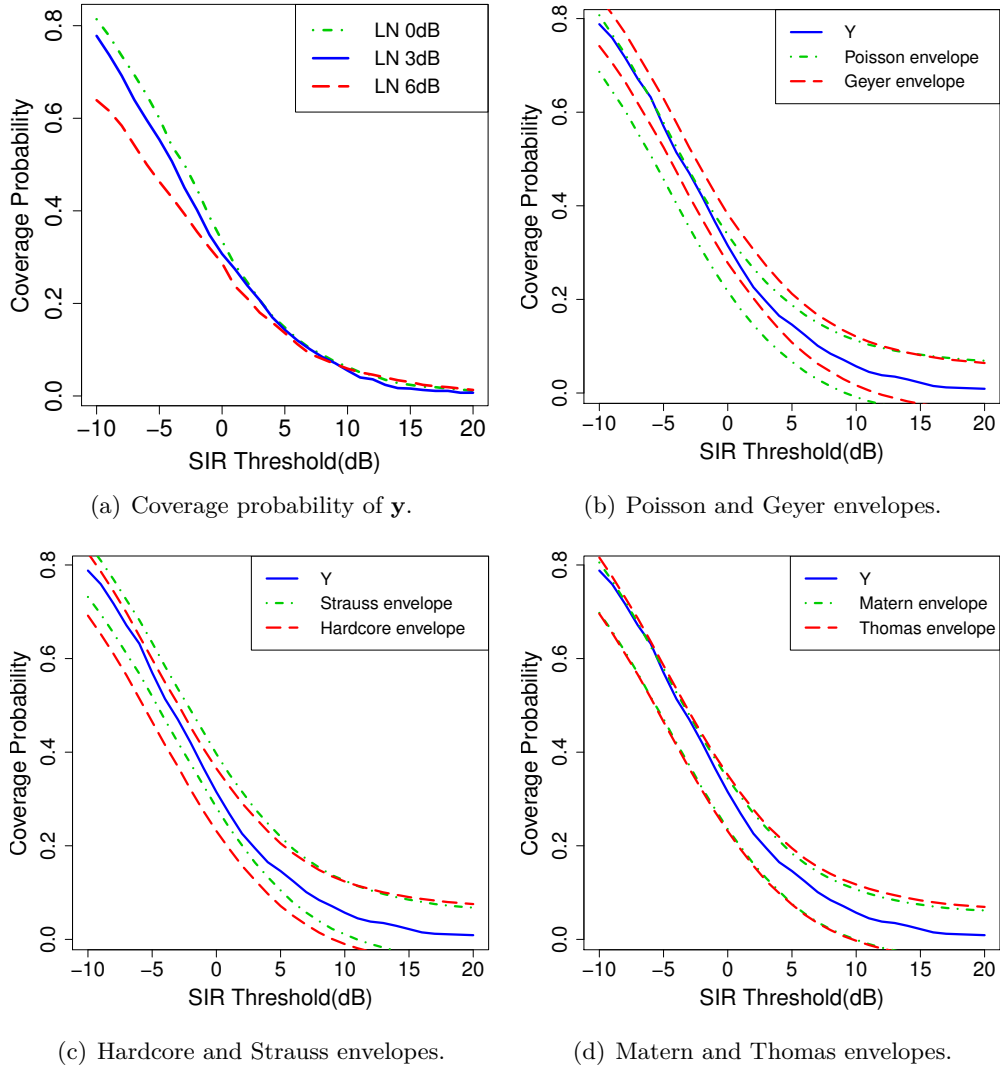 LN 0dB
LN 3dB
LN 6dB
Coverage Probability
0.0 0.2 0.4 0.6 0.8
−10 −5 0 5 10 15 20
SIR Threshold(dB)
(a) Coverage probability of y.
Y
Poisson envelope
Geyer envelope
Coverage Probability
0.0 0.2 0.4 0.6 0.8
−10 −5 0 5 10 15 20
SIR Threshold(dB)
(b) Poisson and Geyer envelopes.
Y
Strauss envelope
Hardcore envelope
Coverage Probability
0.0 0.2 0.4 0.6 0.8
−10 −5 0 5 10 15 20
SIR Threshold(dB)
(c) Hardcore and Strauss envelopes.
Y
Matern envelope
Thomas envelope
Coverage Probability
0.0 0.2 0.4 0.6 0.8
−10 −5 0 5 10 15 20
SIR Threshold(dB)
(d) Matern and Thomas envelopes.